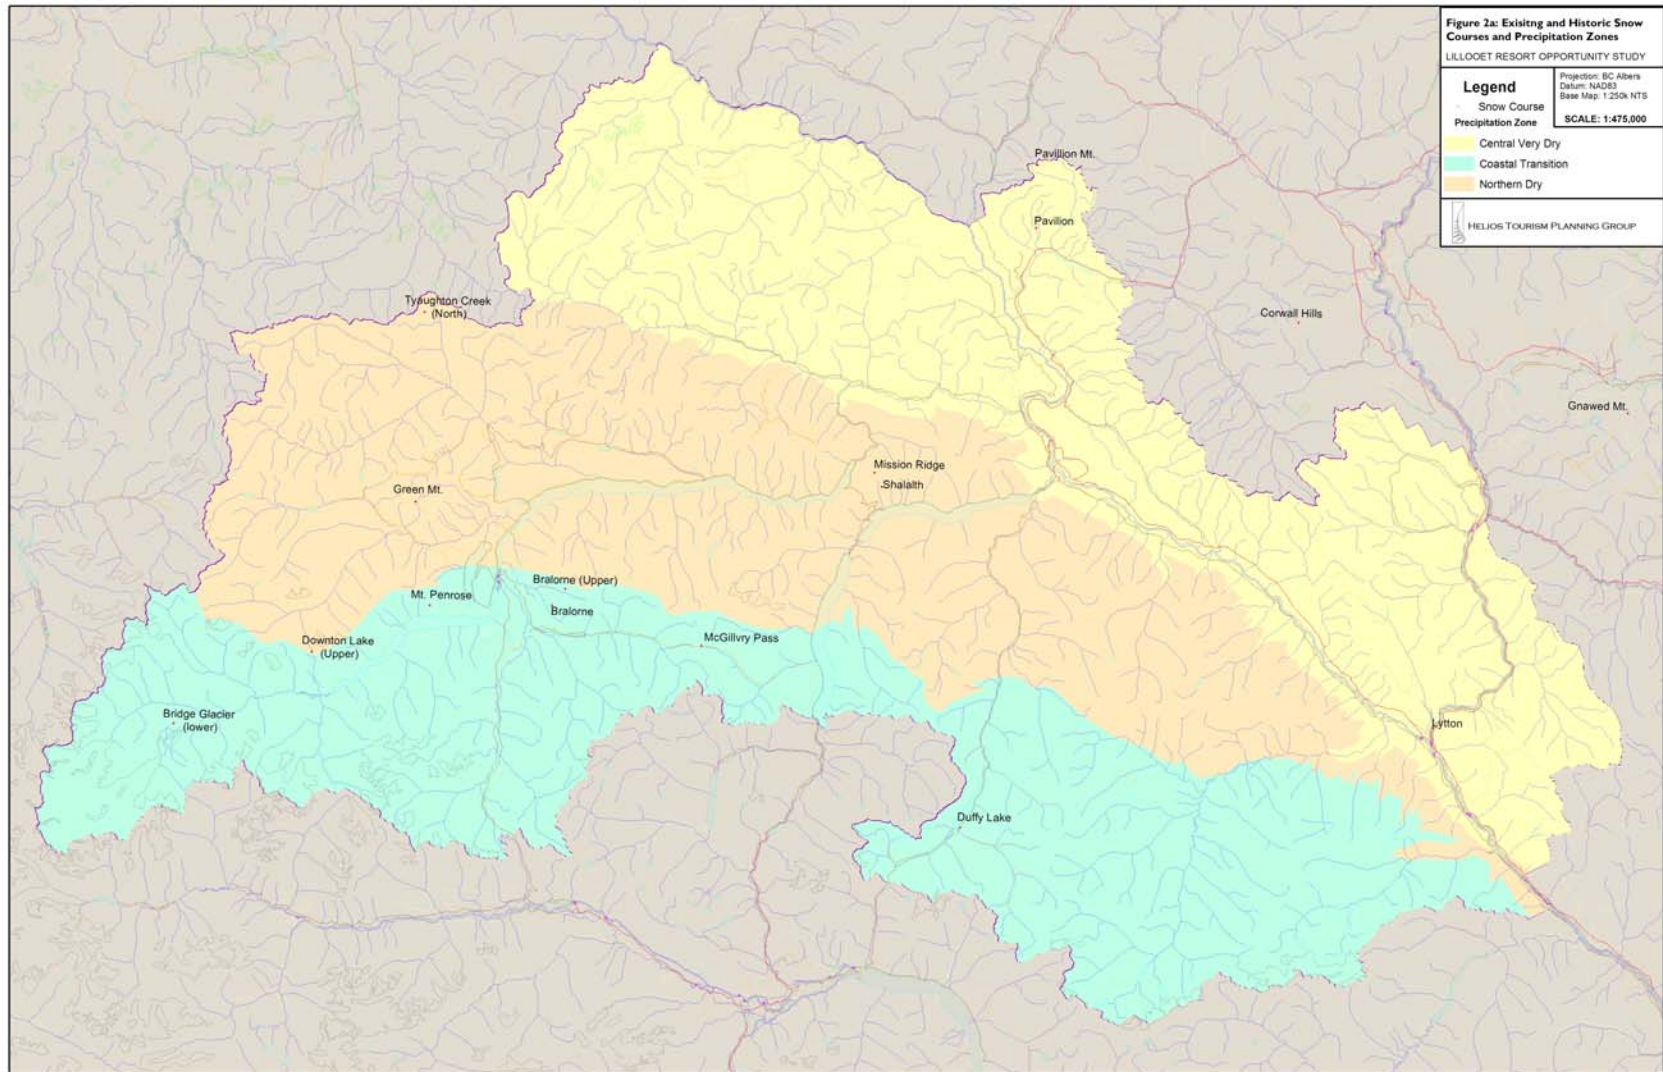 Figure 2a: Exisitng and Historic Snow
Courses and Precipitation Zones
LILLOOET RESORT OPPORTUNITY STUDY
Legend
Snow Course
Precipitation Zone
Projection: BC Albers
Datum: NAD83
Base Map: 1:250k NTS
SCALE: 1:475,000
Central Very Dry
Coastal Transition
Northern Dry
HELIOS TOURISM PLANNING GROUP
Pavillion Mt.
Pavilion
Tyaughton Creek
(North)
Corwall Hills
Gnawed Mt.
Mission Ridge
Shalalth
Green Mt.
Bralorne (Upper)
Mt. Penrose
Bralorne
McGillvry Pass
Downton Lake
(Upper)
Bridge Glacier
(lower)
Lytton
Duffy Lake